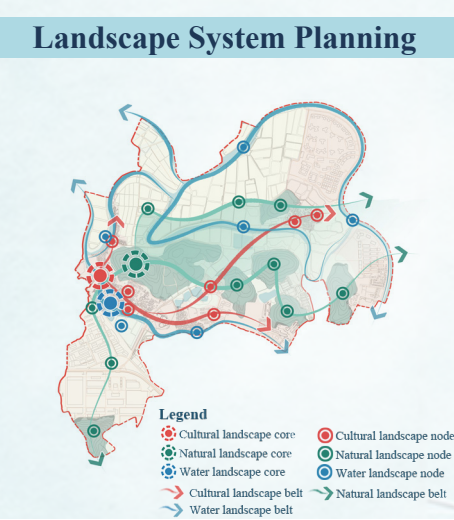 Landscape System Planning
Legend
Cultural landscape core
Cultural landscape node
Natural landscape core
Natural landscape node
Water landscape core
Water landscape node
Cultural landscape belt
Natural landscape belt
Water landscape belt